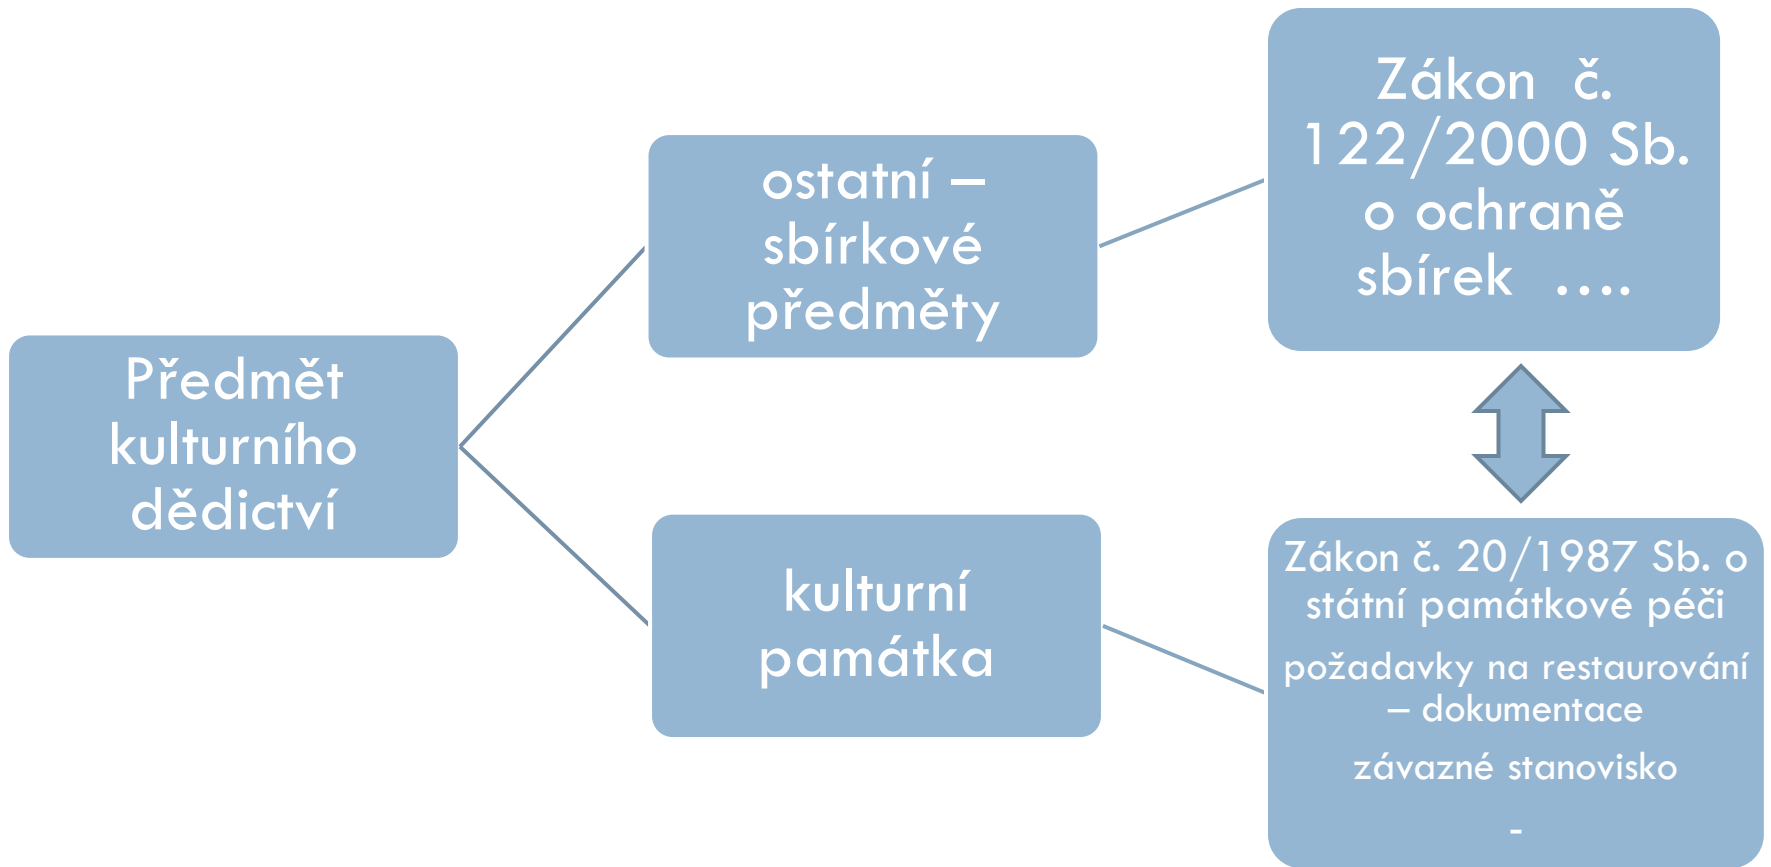 Předmět
kulturního
dědictví
ostatní –
sbírkové
předměty
Zákon č.
122/2000 Sb.
o ochraně
sbírek ….
kulturní
památka
Zákon č. 20/1987 Sb. o
státní památkové péči
požadavky na restaurování
– dokumentace
závazné stanovisko
-